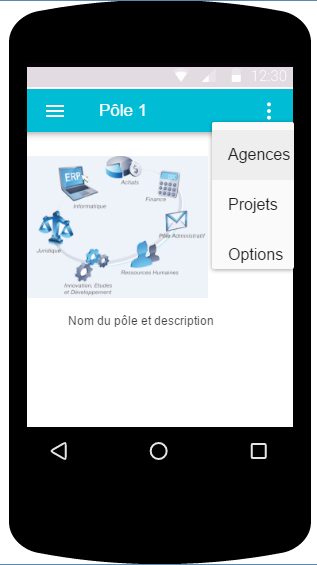 12:30
Pôle 1
Agences
Projets
Options
ERP
Achats
Finance
Informatique
Pôle Administratif
Juridique
Ressources Humaines
Innovation, Etudes
et Développement
Nom du pôle et description